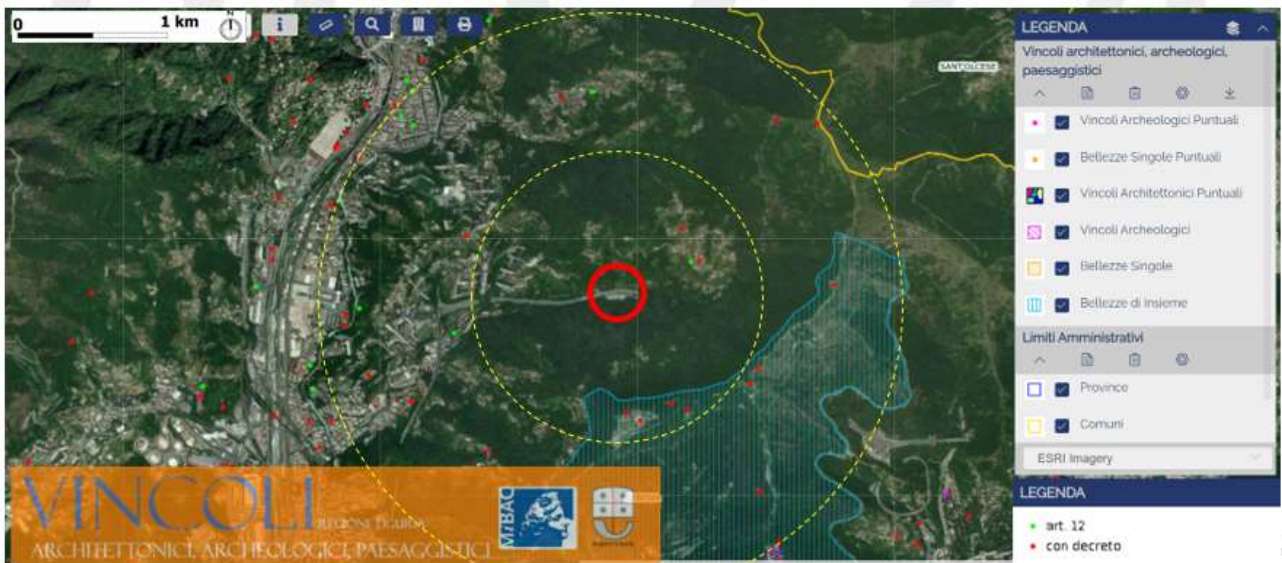 0 1 km N
i
LEGENDA
Vincoli architettonici, archeologici,
paesaggistici
Vincoli Archeologici Puntuali
Bellezze Singole Puntuali
Vincoli Architettonici Puntuali
Vincoli Archeologici
Bellezze Singole
Bellezze di Insieme
Limiti Amministrativi
Province
Comuni
ESRI Imagery
LEGENDA
art. 12
con decreto
SANT'OLCESE
VINCOLI
REGIONE LIGURIA
ARCHITETTONICI, ARCHEOLOGICI, PAESAGGISTICI
MiBAC